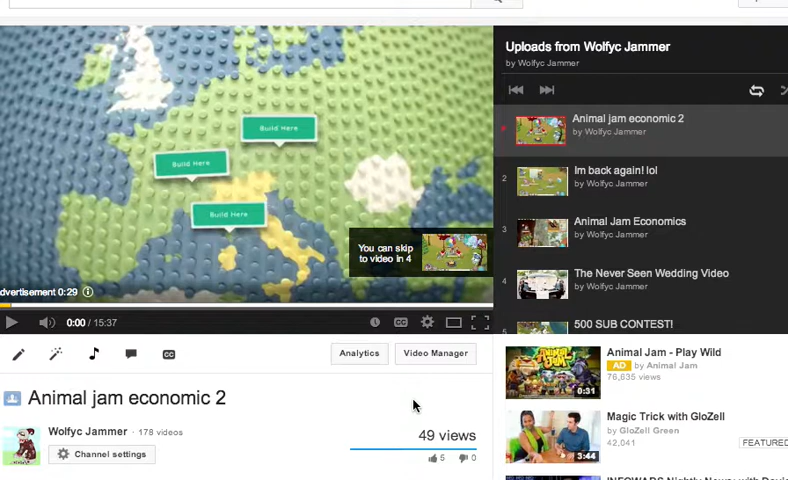 Build Here
Build Here
Build Here
You can skip
to video in 4
dvertisement 0:29
0:00 / 15:37
Analytics
Video Manager
Animal jam economic 2
Wolfyc Jammer · 178 videos
Channel settings
49 views
5
0
Uploads from Wolfyc Jammer
by Wolfyc Jammer
Animal jam economic 2
by Wolfyc Jammer
2
Im back again! lol
by Wolfyc Jammer
3
Animal Jam Economics
by Wolfyc Jammer
4
The Never Seen Wedding Video
by Wolfyc Jammer
5
500 SUB CONTEST!
Animal Jam - Play Wild
AD by Animal Jam
76,635 views
0:31
Magic Trick with GloZell
by GloZell Green
42,041
FEATURED
3:44